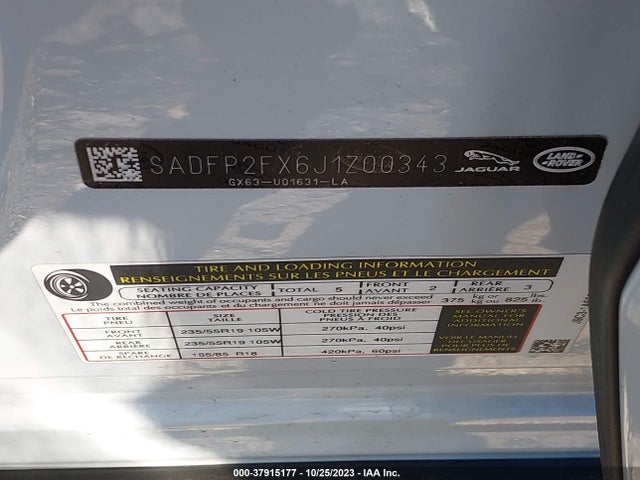 SADFP2FX6J1Z00343
GX63-U01631-LA
JAGUAR
LAND ROVER
TIRE AND LOADING INFORMATION
RENSEIGNEMENTS SUR LES PNEUS ET LE CHARGEMENT
SEATING CAPACITY
NOMBRE DE PLACES
TOTAL 5
FRONT
AVANT 2
REAR
ARRIÈRE 3
The combined weight of occupants and cargo should never exceed
Le poids total des occupants et du chargement ne doit jamais dépasser
375 kg or
kg ou 825 lbs.
lb.
TIRE
PNEU
SIZE
TAILLE
COLD TIRE PRESSURE
PRESSION DES
PNEUS À FROID
FRONT
AVANT
235/55R19 105W
270kPa, 40psi
REAR
ARRIÈRE
235/55R19 105W
270kPa, 40psi
SPARE
DE RECHANGE
155/85 R18
420kPa, 60psi
SEE OWNER'S
MANUAL FOR
ADDITIONAL
INFORMATION
VOIR LE MANUEL
DE L'USAGER
POUR PLUS DE
RENSEIGNEMENTS
000-37915177 - 10/25/2023 - IAA Inc.